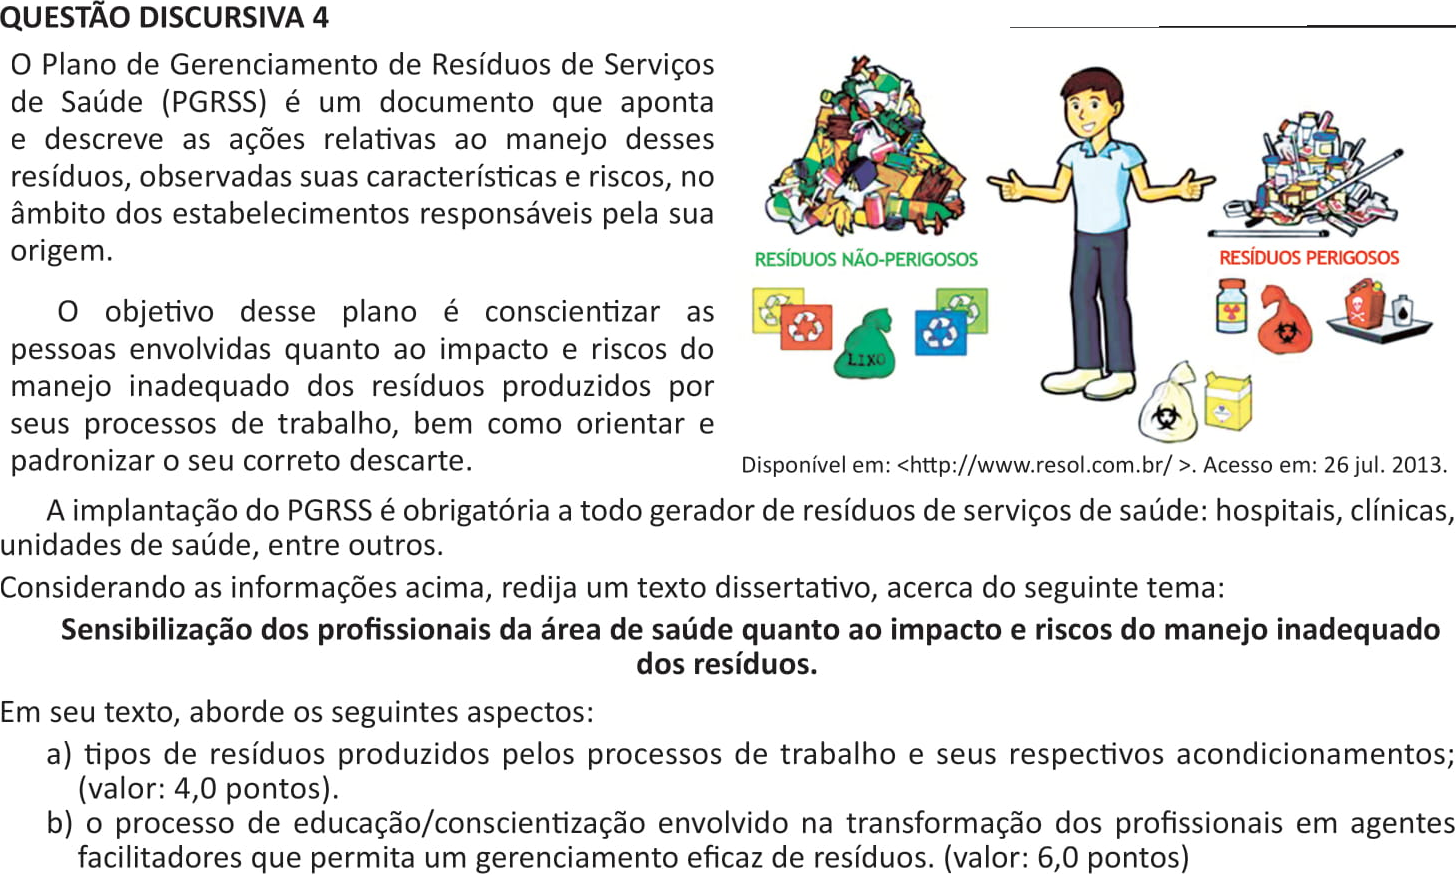 QUESTÃO DISCURSIVA 4
O Plano de Gerenciamento de Resíduos de Serviços
de Saúde (PGRSS) é um documento que aponta
e descreve as ações relativas ao manejo desses
resíduos, observadas suas características e riscos, no
âmbito dos estabelecimentos responsáveis pela sua
origem.
O objetivo desse plano é conscientizar as
pessoas envolvidas quanto ao impacto e riscos do
manejo inadequado dos resíduos produzidos por
seus processos de trabalho, bem como orientar e
padronizar o seu correto descarte.
RESÍDUOS NÃO-PERIGOSOS
RESÍDUOS PERIGOSOS
LIXO
Disponível em: <http://www.resol.com.br/ >. Acesso em: 26 jul. 2013.
A implantação do PGRSS é obrigatória a todo gerador de resíduos de serviços de saúde: hospitais, clínicas,
unidades de saúde, entre outros.
Considerando as informações acima, redija um texto dissertativo, acerca do seguinte tema:
Sensibilização dos profissionais da área de saúde quanto ao impacto e riscos do manejo inadequado
dos resíduos.
Em seu texto, aborde os seguintes aspectos:
a) tipos de resíduos produzidos pelos processos de trabalho e seus respectivos acondicionamentos;
(valor: 4,0 pontos).
b) o processo de educação/conscientização envolvido na transformação dos profissionais em agentes
facilitadores que permita um gerenciamento eficaz de resíduos. (valor: 6,0 pontos)